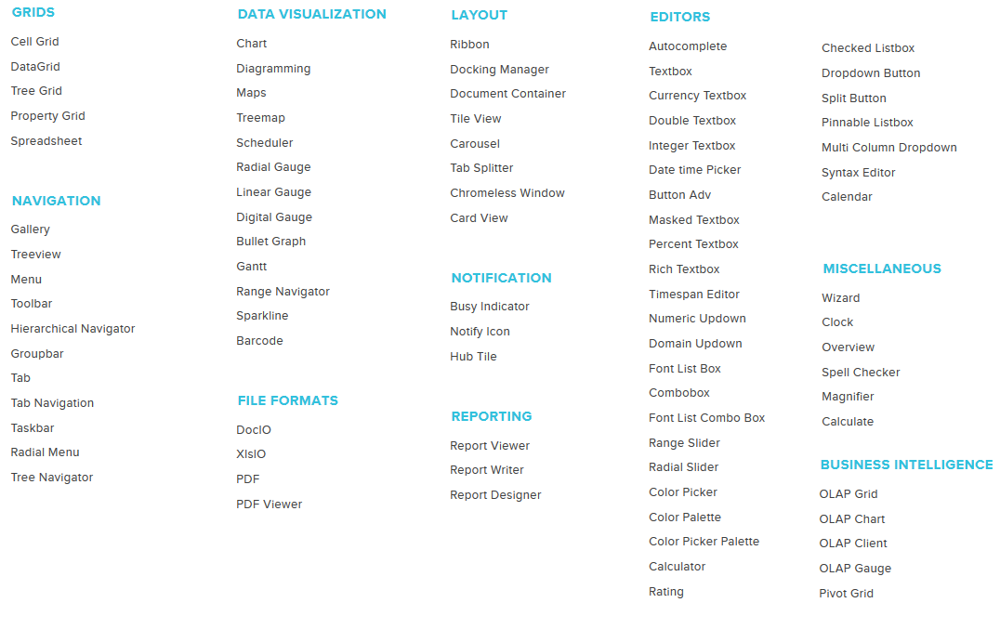 GRIDS
Cell Grid
DataGrid
Tree Grid
Property Grid
Spreadsheet
NAVIGATION
Gallery
Treeview
Menu
Toolbar
Hierarchical Navigator
Groupbar
Tab
Tab Navigation
Taskbar
Radial Menu
Tree Navigator
DATA VISUALIZATION
Chart
Diagramming
Maps
Treemap
Scheduler
Radial Gauge
Linear Gauge
Digital Gauge
Bullet Graph
Gantt
Range Navigator
Sparkline
Barcode
FILE FORMATS
DocIO
XlsIO
PDF
PDF Viewer
LAYOUT
Ribbon
Docking Manager
Document Container
Tile View
Carousel
Tab Splitter
Chromeless Window
Card View
NOTIFICATION
Busy Indicator
Notify Icon
Hub Tile
REPORTING
Report Viewer
Report Writer
Report Designer
EDITORS
Autocomplete
Textbox
Currency Textbox
Double Textbox
Integer Textbox
Date time Picker
Button Adv
Masked Textbox
Percent Textbox
Rich Textbox
Timespan Editor
Numeric Updown
Domain Updown
Font List Box
Combobox
Font List Combo Box
Range Slider
Radial Slider
Color Picker
Color Palette
Color Picker Palette
Calculator
Rating
Checked Listbox
Dropdown Button
Split Button
Pinnable Listbox
Multi Column Dropdown
Syntax Editor
Calendar
MISCELLANEOUS
Wizard
Clock
Overview
Spell Checker
Magnifier
Calculate
BUSINESS INTELLIGENCE
OLAP Grid
OLAP Chart
OLAP Client
OLAP Gauge
Pivot Grid